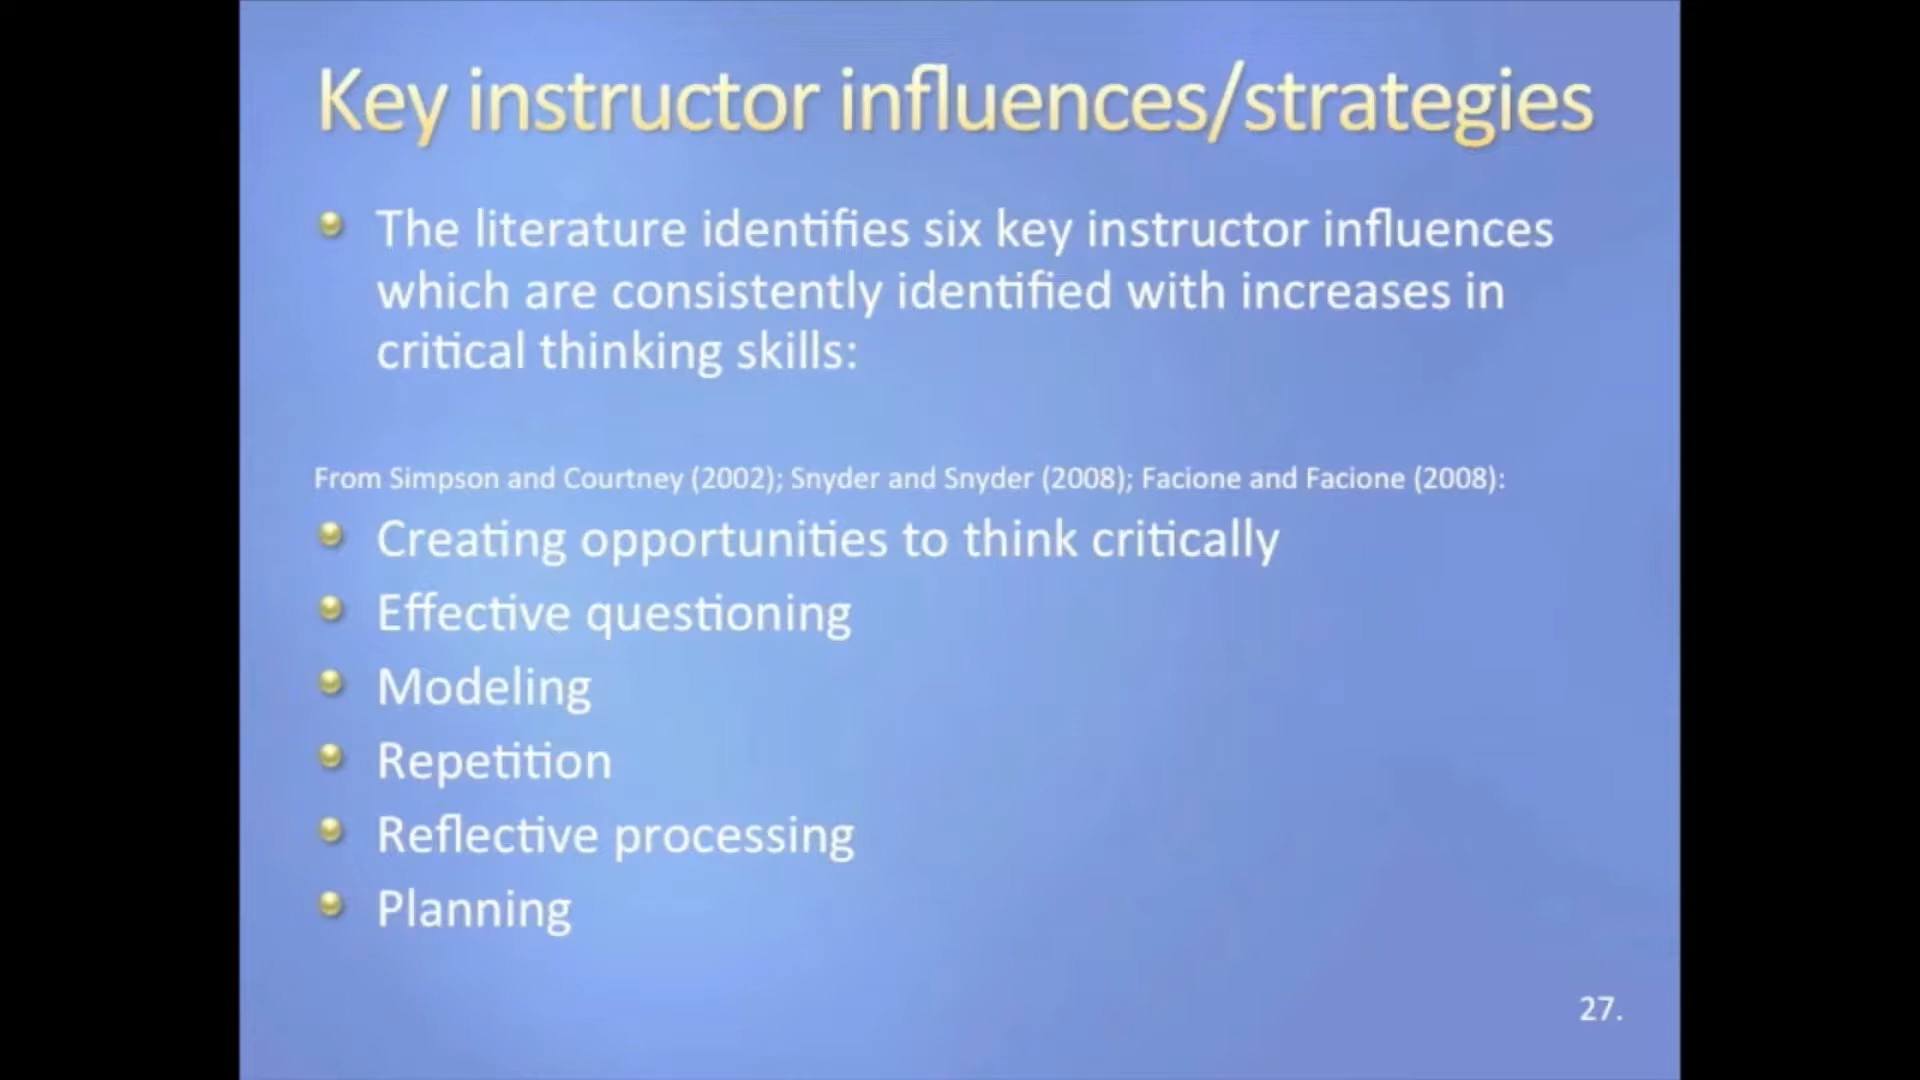 Key instructor influences/strategies
The literature identifies six key instructor influences
which are consistently identified with increases in
critical thinking skills:
From Simpson and Courtney (2002); Snyder and Snyder (2008); Facione and Facione (2008):
Creating opportunities to think critically
Effective questioning
Modeling
Repetition
Reflective processing
Planning
27.